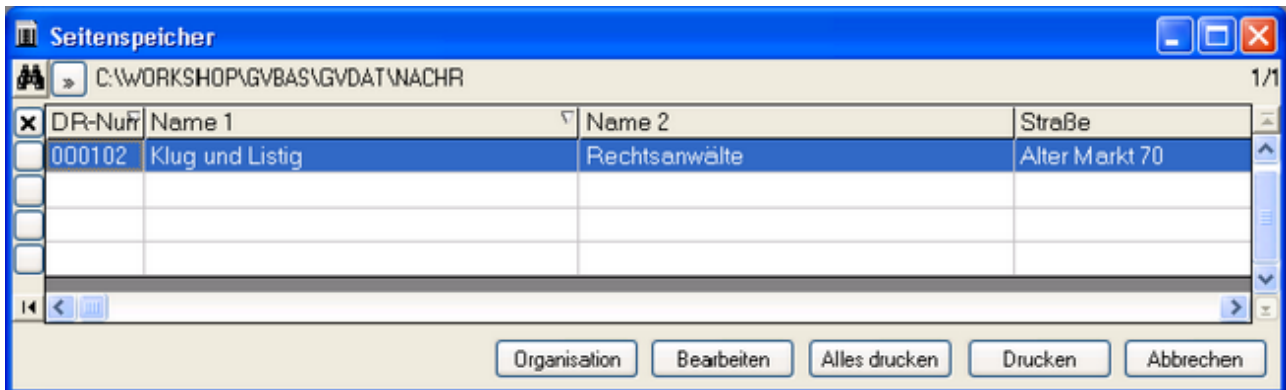 Seitenspeicher
» C:\WORKSHOP\GVBAS\GVDAT\NACHR 1/1
DR-Num Name 1 Name 2 Straße
000102 Klug und Listig Rechtsanwälte Alter Markt 70
Organisation Bearbeiten Alles drucken Drucken Abbrechen